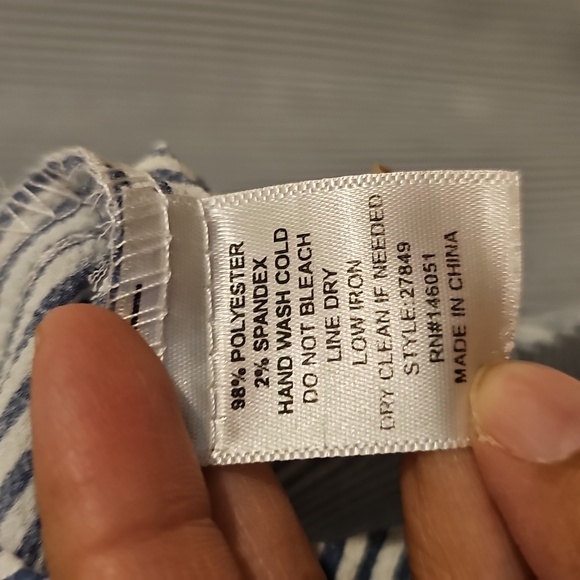 98% POLYESTER
2% SPANDEX
HAND WASH COLD
DO NOT BLEACH
LINE DRY
LOW IRON
DRY CLEAN IF NEEDED
STYLE:27849
RN#146051
MADE IN CHINA